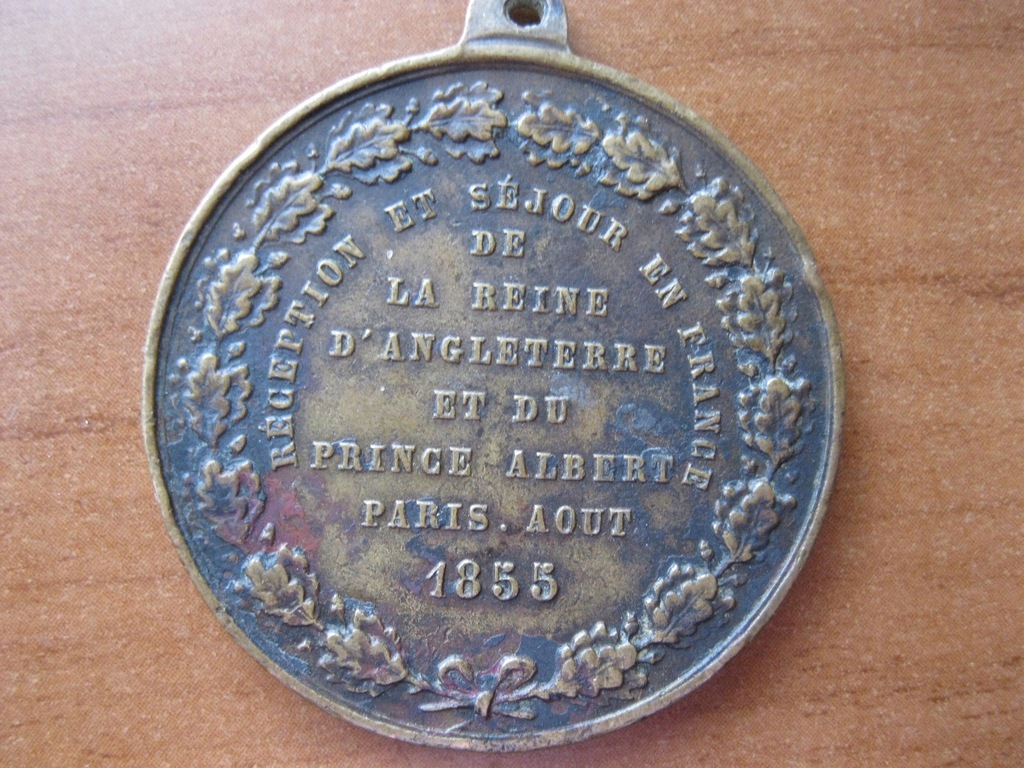 RÉCEPTION ET SÉJOUR EN FRANCE
DE
LA REINE
D'ANGLETERRE
ET DU
PRINCE ALBERT
PARIS. AOUT
1855